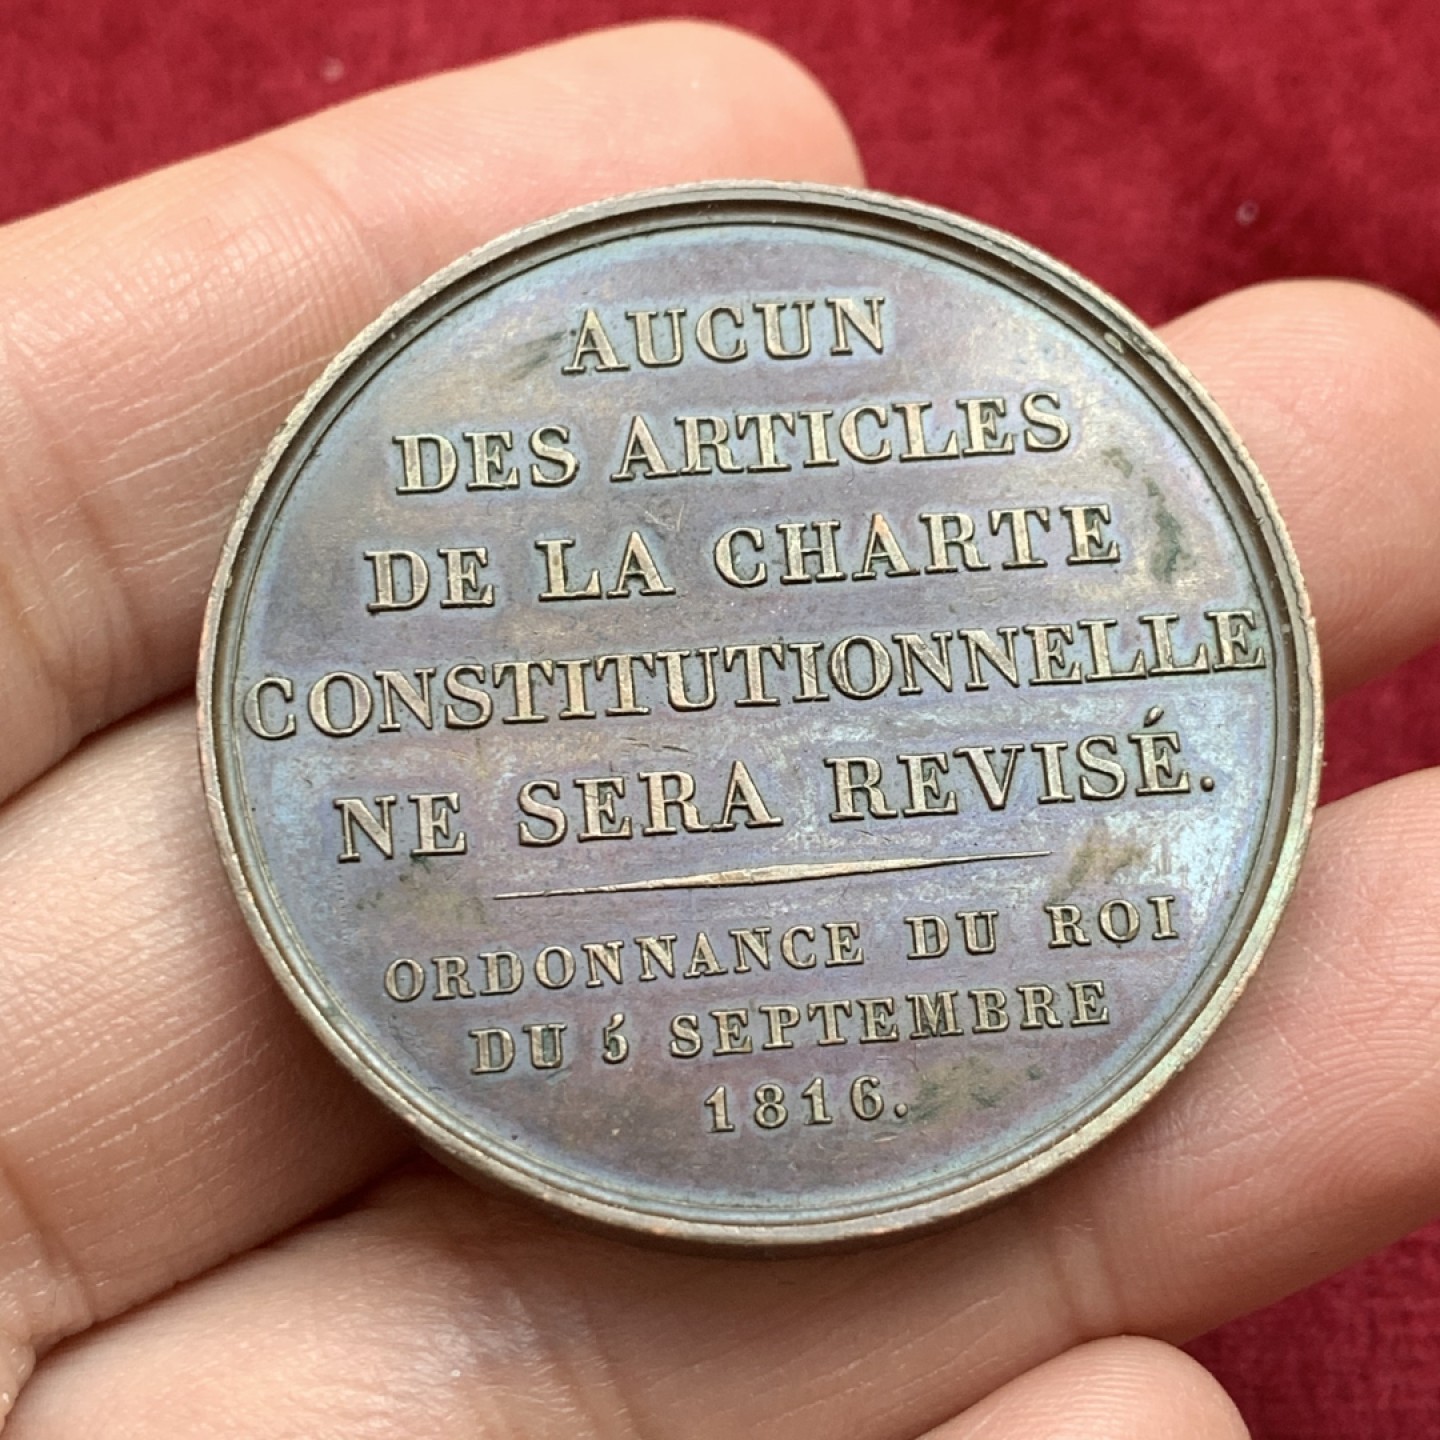 AUCUN
DES ARTICLES
DE LA CHARTE
CONSTITUTIONNELLE
NE SERA REVISÉ.
ORDONNANCE DU ROI
DU 5 SEPTEMBRE
1816.